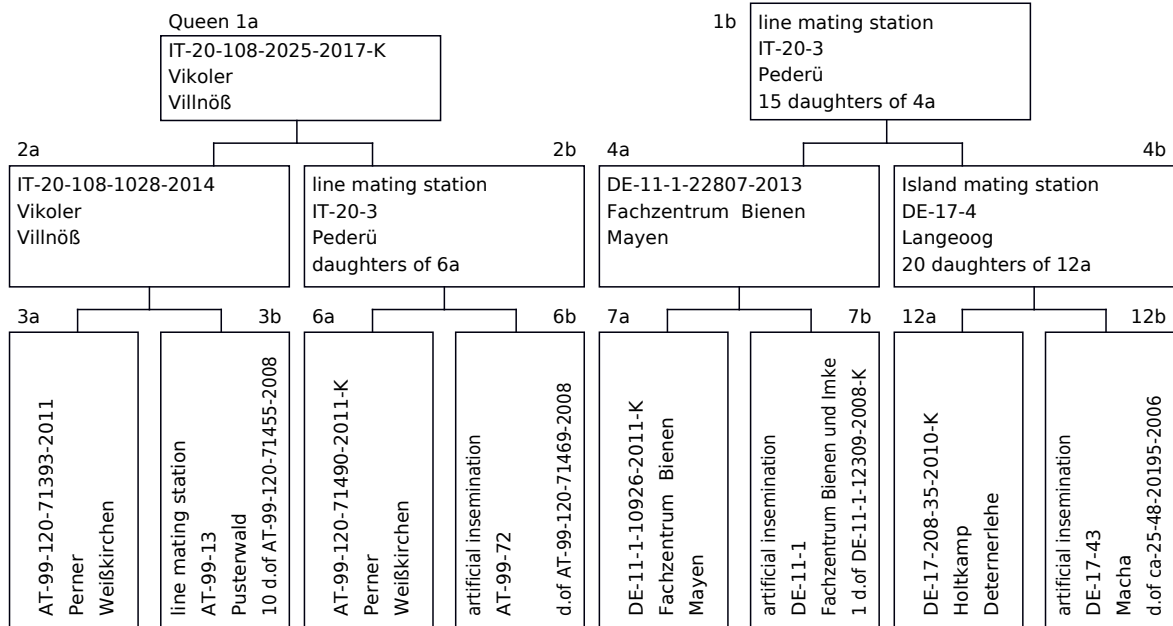 Queen 1a
IT-20-108-2025-2017-K
Vikoler
Villnöß
1b
line mating station
IT-20-3
Pederü
15 daughters of 4a
2a
IT-20-108-1028-2014
Vikoler
Villnöß
2b
line mating station
IT-20-3
Pederü
daughters of 6a
4a
DE-11-1-22807-2013
Fachzentrum Bienen
Mayen
4b
Island mating station
DE-17-4
Langeoog
20 daughters of 12a
3a
AT-99-120-71393-2011
Perner
Weißkirchen
3b
line mating station
AT-99-13
Pusterwald
10 d.of AT-99-120-71455-2008
6a
AT-99-120-71490-2011-K
Perner
Weißkirchen
6b
artificial insemination
AT-99-72
d.of AT-99-120-71469-2008
7a
DE-11-1-10926-2011-K
Fachzentrum Bienen
Mayen
7b
artificial insemination
DE-11-1
Fachzentrum Bienen und Imke
1 d.of DE-11-1-12309-2008-K
12a
DE-17-208-35-2010-K
Holtkamp
Deternerlehe
12b
artificial insemination
DE-17-43
Macha
d.of ca-25-48-20195-2006